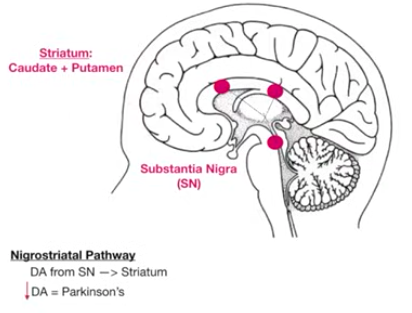 Striatum:
Caudate + Putamen
Substantia Nigra
(SN)
Nigrostriatal Pathway
DA from SN —> Striatum
↓DA = Parkinson's